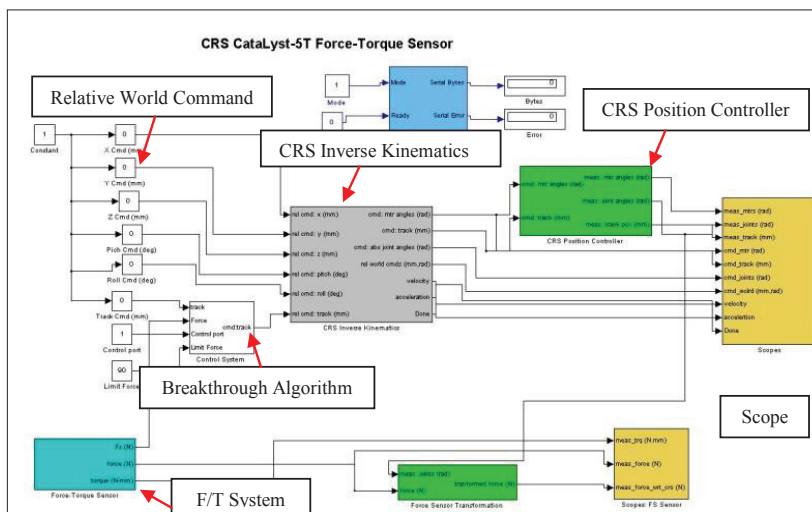 CRS CataLyst-5T Force-Torque Sensor
Relative World Command
CRS Position Controller
CRS Inverse Kinematics
Breakthrough Algorithm
F/T System
Scope
1
Mode
0
Mode
Ready
Serial Bytes
Serial Error
0
Bytes
0
Error
1
Constant
0
X Cmd (mm)
0
Y Cmd (mm)
0
Z Cmd (mm)
0
Pich Cmd (deg)
0
Roll Cmd (deg)
0
Track Cmd (mm)
1
Control port
90
Limit Force
track
Force
Control port
Limit Force
cmd:track
Control System
rel cmd: x (mm)
rel cmd: y (mm)
rel cmd: z (mm)
rel cmd: pitch (deg)
rel cmd: roll (deg)
rel cmd: track (mm)
cmd: mtr angles (rad)
cmd: track (mm)
cmd: abs joint angles (rad)
rel world cmds (mm,rad)
velocity
acceleration
Done
CRS Inverse Kinematics
cmd: mtr angles (rad)
cmd: track (mm)
meas: mtr angles (rad)
meas: joint angles (rad)
meas: track pos (mm)
CRS Position Controller
meas_mtrs (rad)
meas_joints (rad)
meas_track (mm)
cmd_mtr (rad)
cmd_track (mm)
cmd_joints (rad)
cmd_world (mm,rad)
velocity
Done
Scopes
Fz (N)
force (N)
torque (N-mm)
Force-Torque Sensor
meas. joints (rad)
force (N)
transformed force (N)
Force Sensor Transformation
meas_trq (N.mm)
meas_force (N)
meas_force_wrt_crs (N)
Scopes: FS Sensor